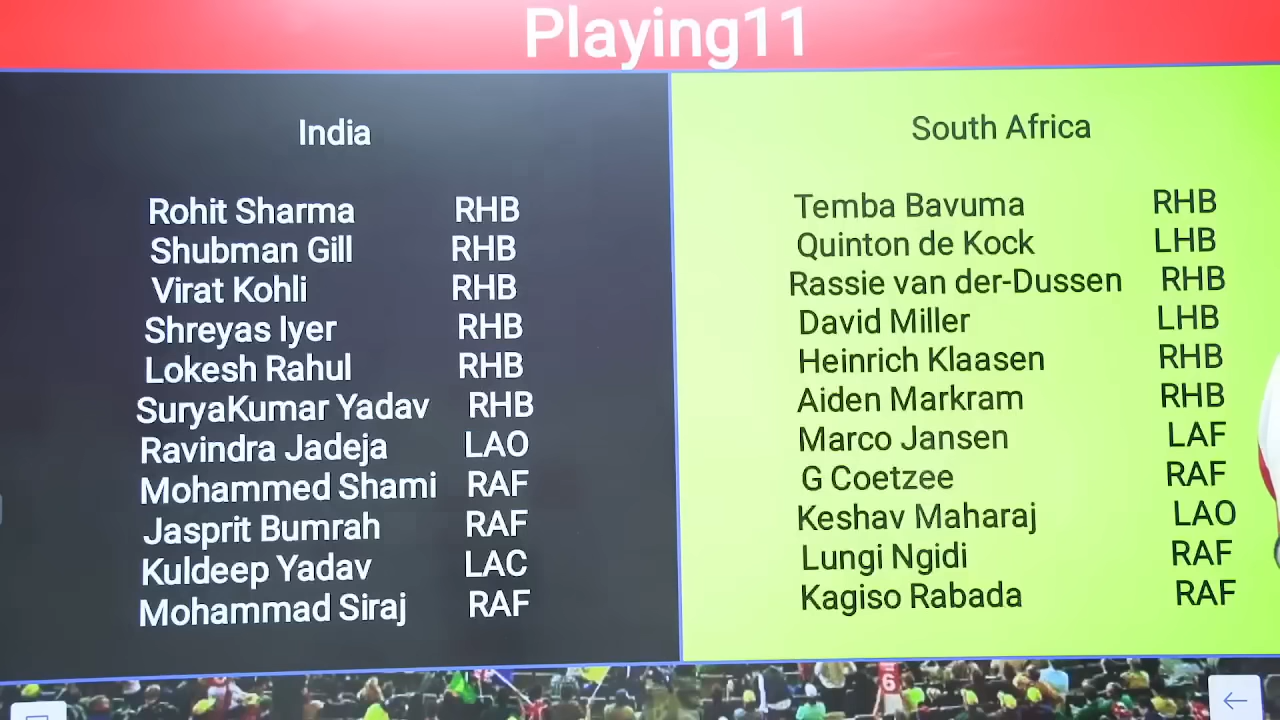 Playing11
India
Rohit Sharma RHB
Shubman Gill RHB
Virat Kohli RHB
Shreyas Iyer RHB
Lokesh Rahul RHB
SuryaKumar Yadav RHB
Ravindra Jadeja LAO
Mohammed Shami RAF
Jasprit Bumrah RAF
Kuldeep Yadav LAC
Mohammad Siraj RAF
South Africa
Temba Bavuma RHB
Quinton de Kock LHB
Rassie van der-Dussen RHB
David Miller LHB
Heinrich Klaasen RHB
Aiden Markram RHB
Marco Jansen LAF
G Coetzee RAF
Keshav Maharaj LAO
Lungi Ngidi RAF
Kagiso Rabada RAF
6